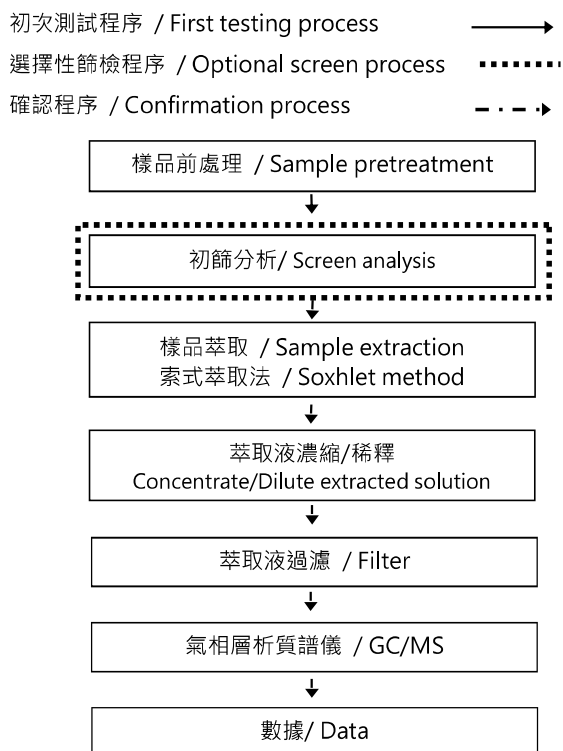 初次測試程序 / First testing process
選擇性篩檢程序 / Optional screen process
確認程序 / Confirmation process
樣品前處理 / Sample pretreatment
初篩分析/ Screen analysis
樣品萃取 / Sample extraction
索式萃取法 / Soxhlet method
萃取液濃縮/稀釋
Concentrate/Dilute extracted solution
萃取液過濾 / Filter
氣相層析質譜儀 / GC/MS
數據/ Data